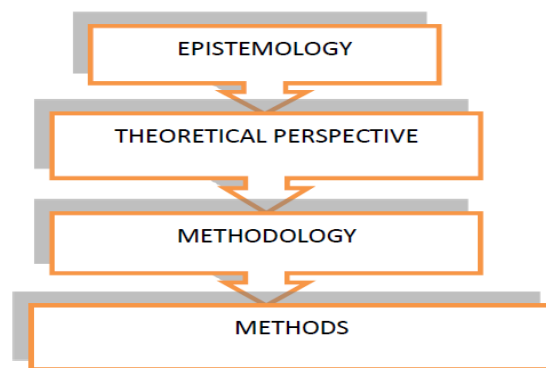 EPISTEMOLOGY
THEORETICAL PERSPECTIVE
METHODOLOGY
METHODS